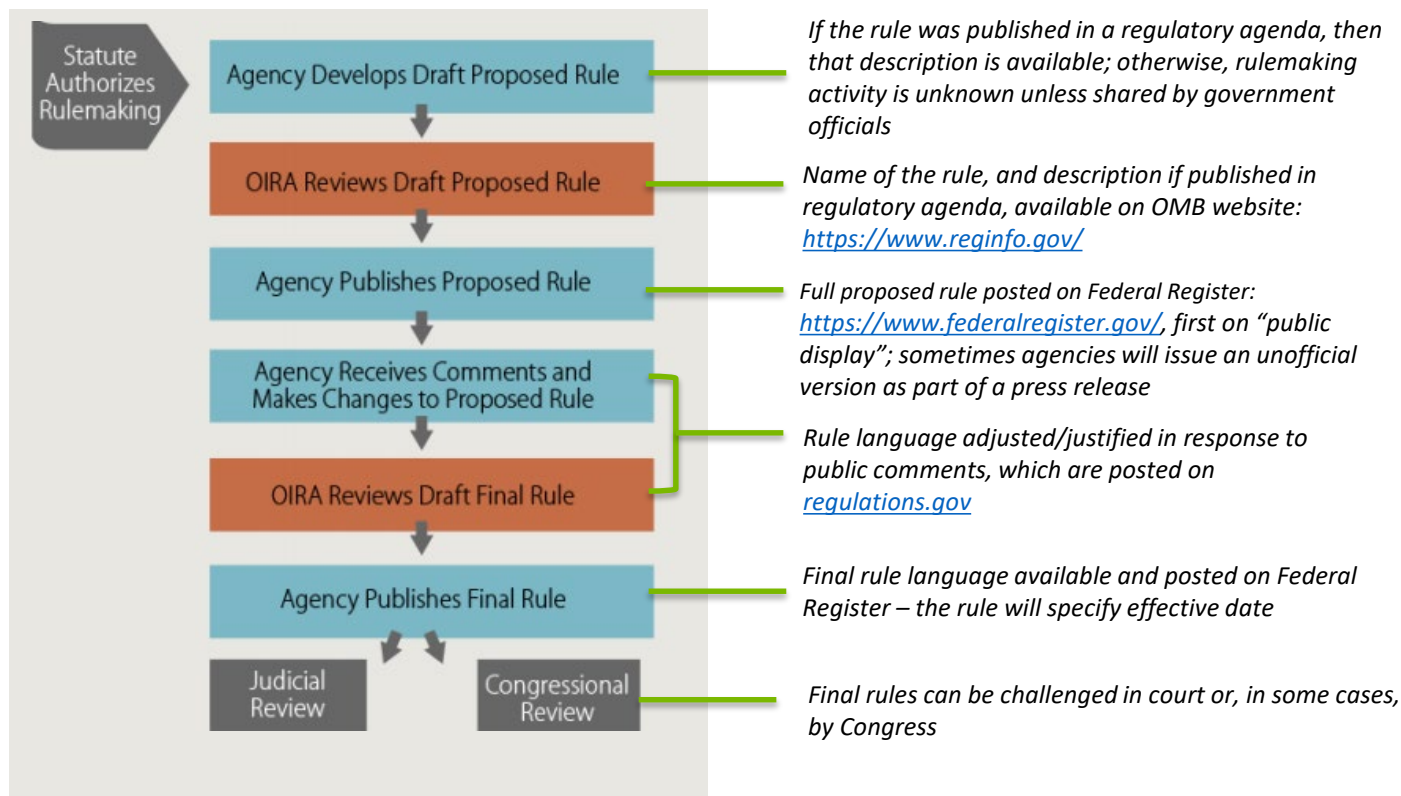 Statute
Authorizes
Rulemaking
Agency Develops Draft Proposed Rule
If the rule was published in a regulatory agenda, then
that description is available; otherwise, rulemaking
activity is unknown unless shared by government
officials
OIRA Reviews Draft Proposed Rule
Name of the rule, and description if published in
regulatory agenda, available on OMB website:
https://www.reginfo.gov/
Agency Publishes Proposed Rule
Full proposed rule posted on Federal Register:
https://www.federalregister.gov/, first on “public
display”; sometimes agencies will issue an unofficial
version as part of a press release
Agency Receives Comments and
Makes Changes to Proposed Rule
OIRA Reviews Draft Final Rule
Rule language adjusted/justified in response to
public comments, which are posted on
regulations.gov
Agency Publishes Final Rule
Final rule language available and posted on Federal
Register – the rule will specify effective date
Judicial
Review
Congressional
Review
Final rules can be challenged in court or, in some cases,
by Congress